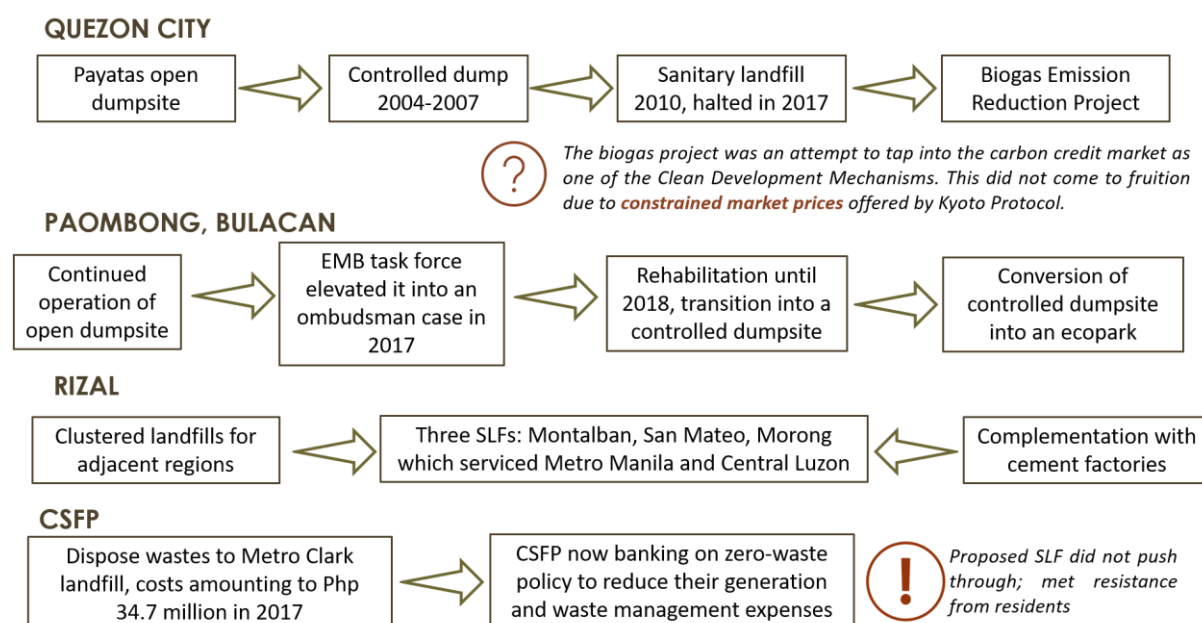 QUEZON CITY
Payatas open
dumpsite
Controlled dump
2004-2007
Sanitary landfill
2010, halted in 2017
Biogas Emission
Reduction Project
?
The biogas project was an attempt to tap into the carbon credit market as
one of the Clean Development Mechanisms. This did not come to fruition
due to constrained market prices offered by Kyoto Protocol.
PAOMBONG, BULACAN
Continued
operation of
open dumpsite
EMB task force
elevated it into an
ombudsman case in
2017
Rehabilitation until
2018, transition into a
controlled dumpsite
Conversion of
controlled dumpsite
into an ecopark
RIZAL
Clustered landfills for
adjacent regions
Three SLFs: Montalban, San Mateo, Morong
which serviced Metro Manila and Central Luzon
Complementation with
cement factories
CSFP
Dispose wastes to Metro Clark
landfill, costs amounting to Php
34.7 million in 2017
CSFP now banking on zero-waste
policy to reduce their generation
and waste management expenses
!
Proposed SLF did not push
through; met resistance
from residents